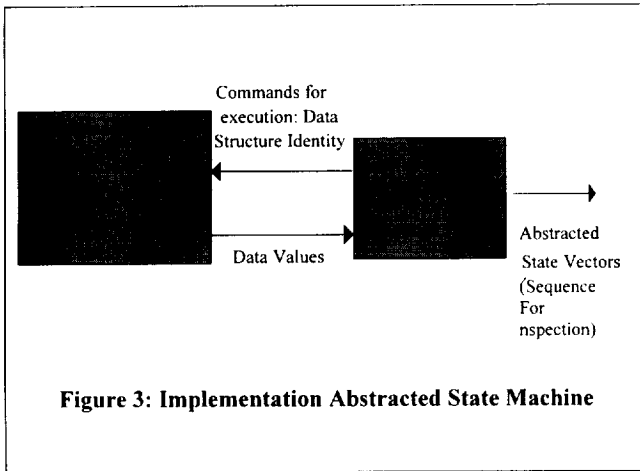 Commands for
execution: Data
Structure Identity
Data Values
Abstracted
State Vectors
(Sequence
For
nspection)
Figure 3: Implementation Abstracted State Machine